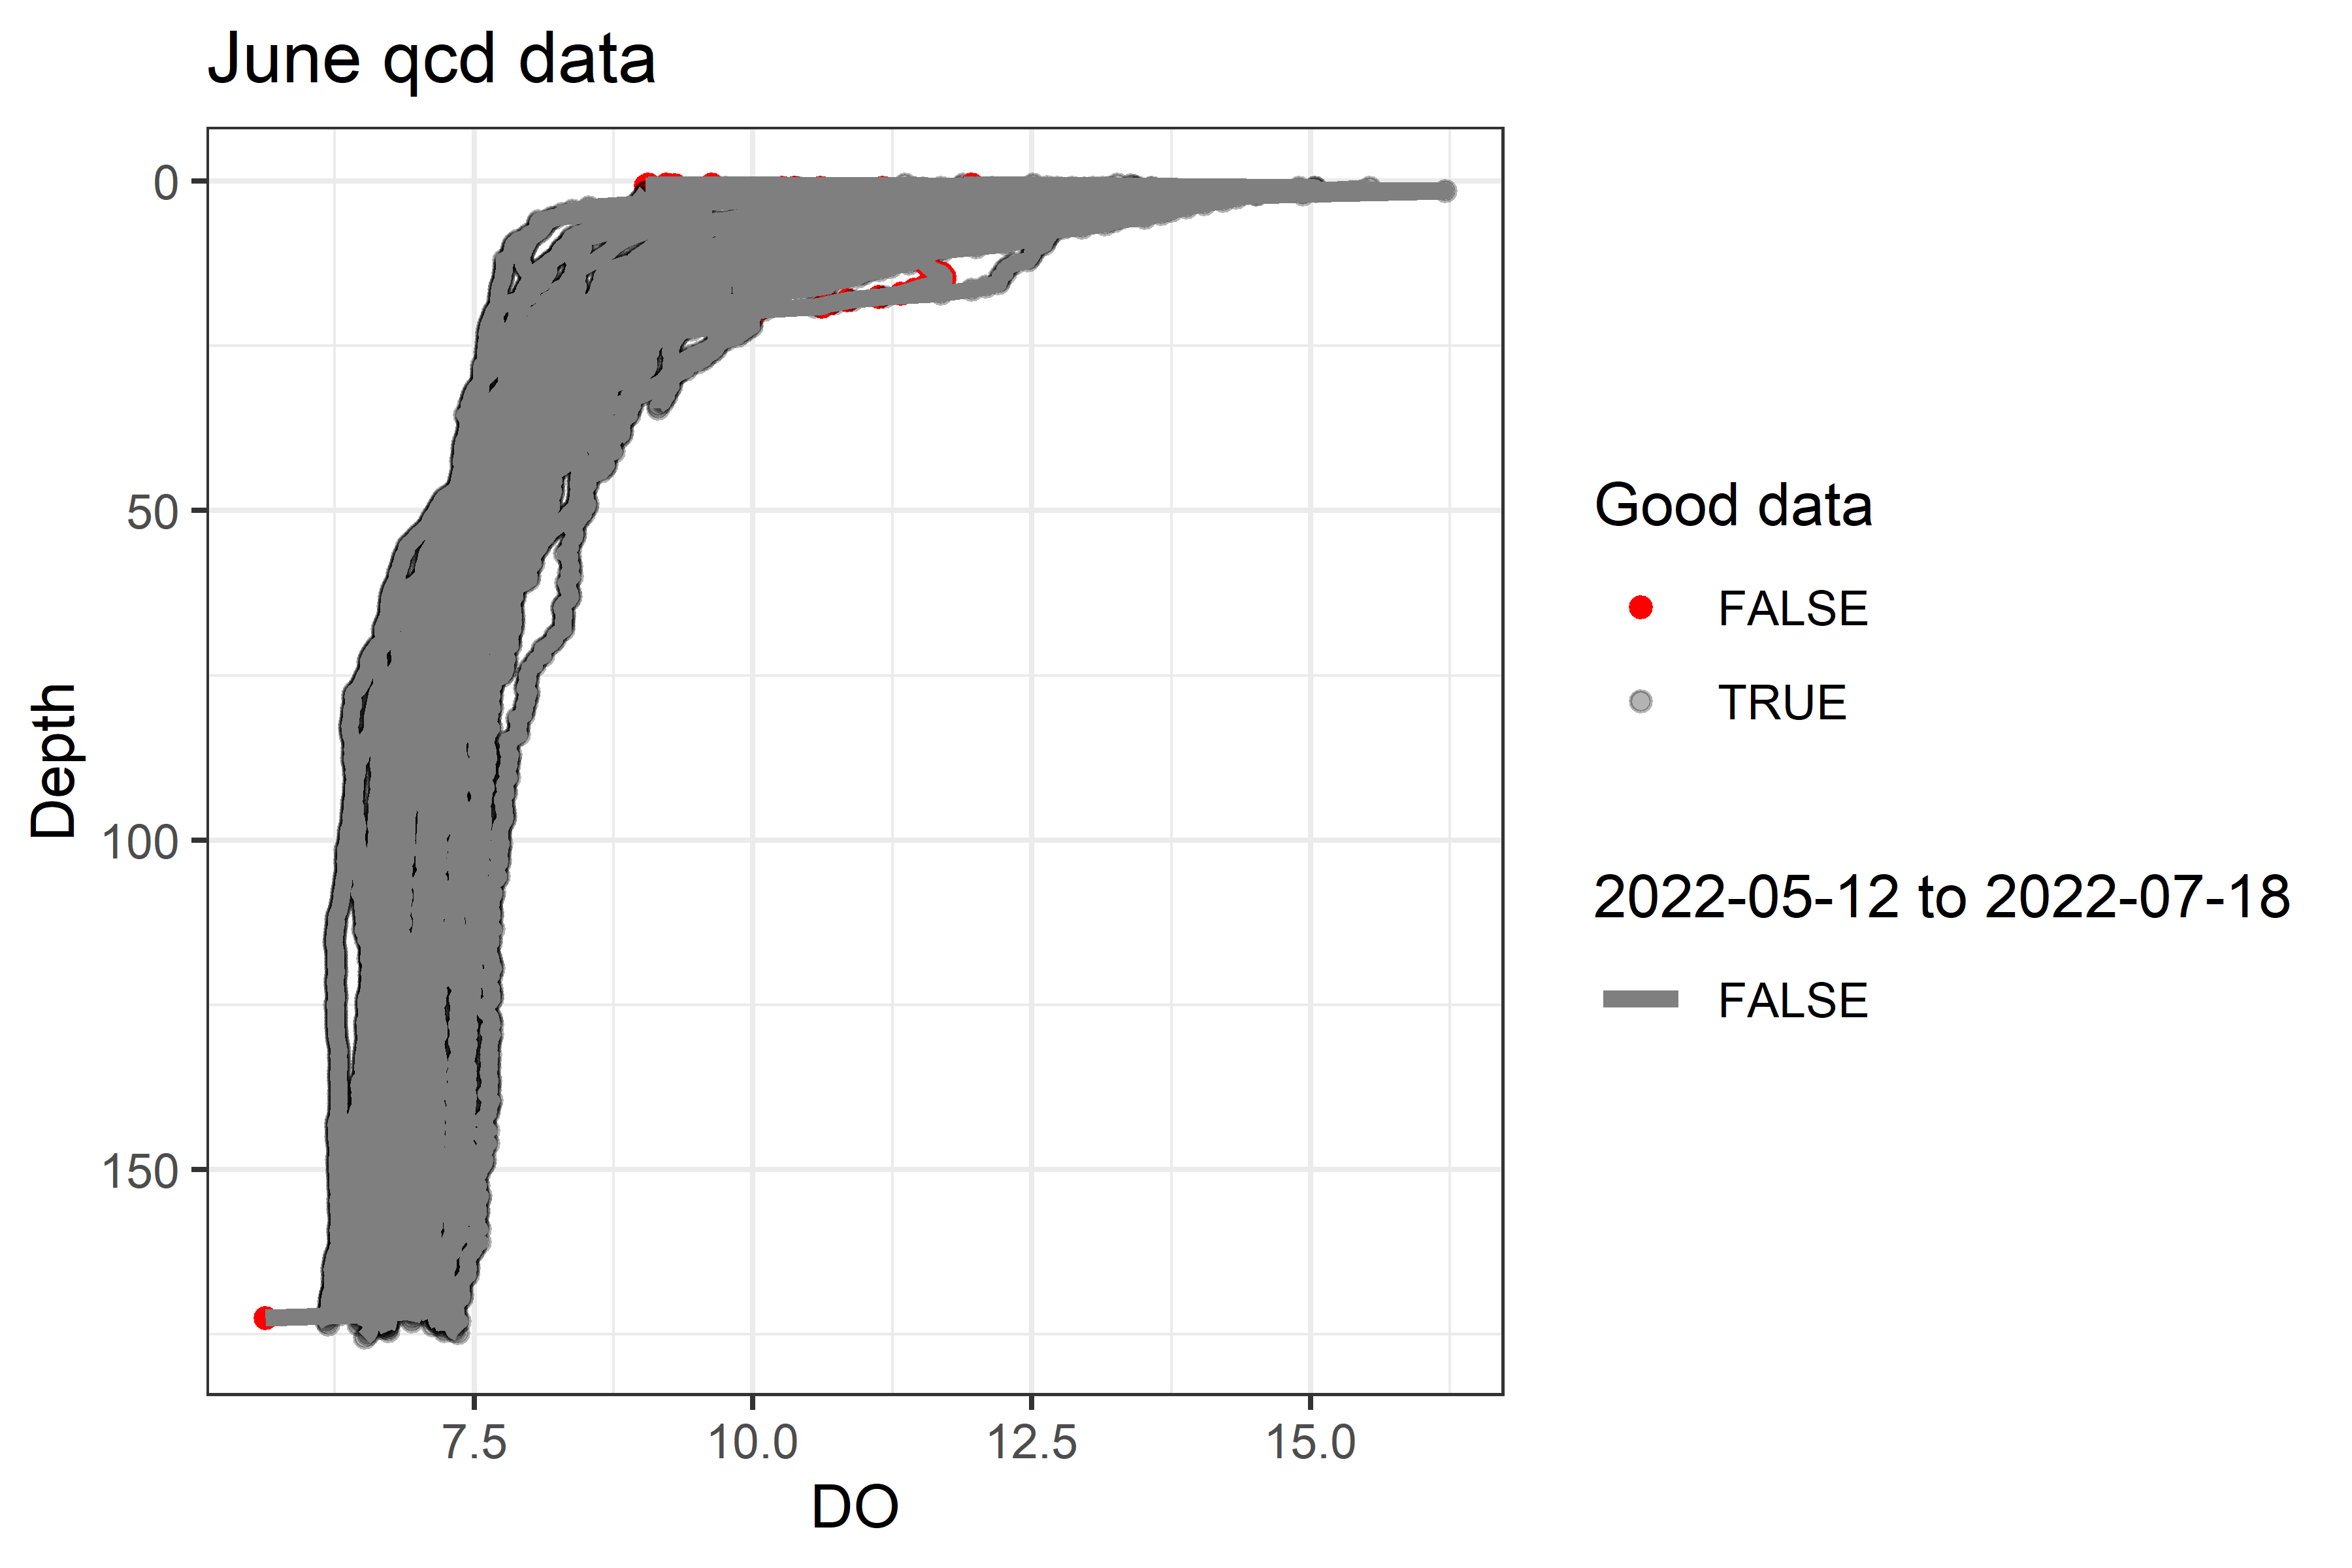 June qcd data
0
50
100
150
Depth
7.5
10.0
12.5
15.0
DO
Good data
FALSE
TRUE
2022-05-12 to 2022-07-18
FALSE